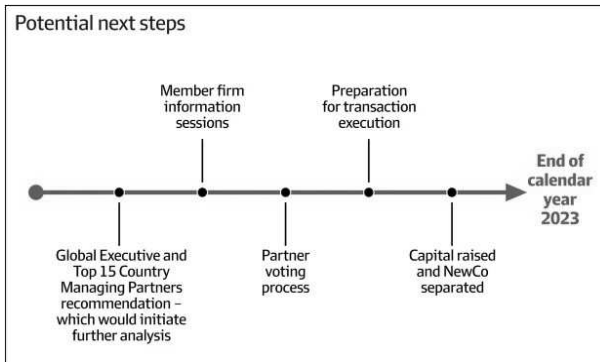 Potential next steps
Member firm
information
sessions
Preparation
for transaction
execution
End of
calendar
year
2023
Global Executive and
Top 15 Country
Managing Partners
recommendation –
which would initiate
further analysis
Partner
voting
process
Capital raised
and NewCo
separated